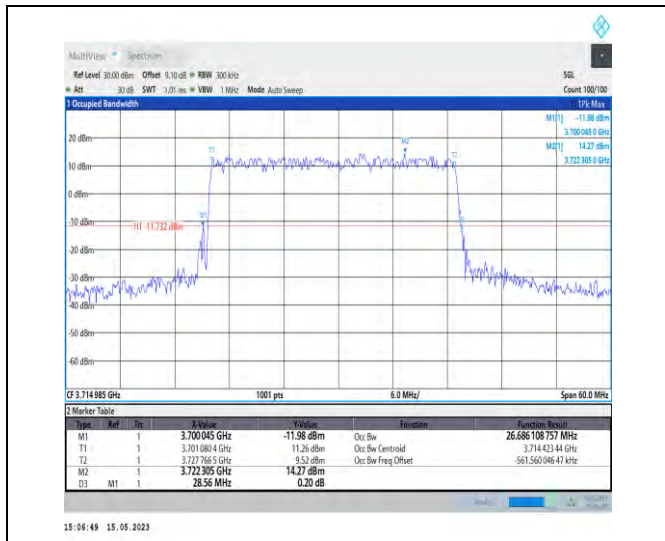 MultiView Spectrum
Ref Level 30.00 dBm Offset 9.10 dB RBW 300 kHz SGL
Att 30 dB SWT 1.01 ms VBW 1 MHz Mode Auto Sweep Count 100/100
1 Occupied Bandwidth 1Pk Max
M1[1] -11.98 dBm
3.700045 0 GHz
M2[1] 14.27 dBm
3.722 305 0 GHz
20 dBm
T1
M2
T2
10 dBm
0 dBm
M1
-10 dBm
H1 -11.732 dBm
-20 dBm
-30 dBm
-40 dBm
-50 dBm
-60 dBm
CF 3.714 985 GHz 1001 pts 6.0 MHz/ Span 60.0 MHz
2 Marker Table
Type Ref Trc X-Value Y-Value Function Function Result
M1 1 3.700045 GHz -11.98 dBm Occ Bw 26.686 108 757 MHz
T1 1 3.701 080 4 GHz 11.26 dBm Occ Bw Centroid 3.714 423 44 GHz
T2 1 3.727 766 5 GHz 9.52 dBm Occ Bw Freq Offset -561.560 046 47 kHz
M2 1 3.722305 GHz 14.27 dBm
D3 M1 1 28.56 MHz 0.20 dB
15:06:49 15.05.2023